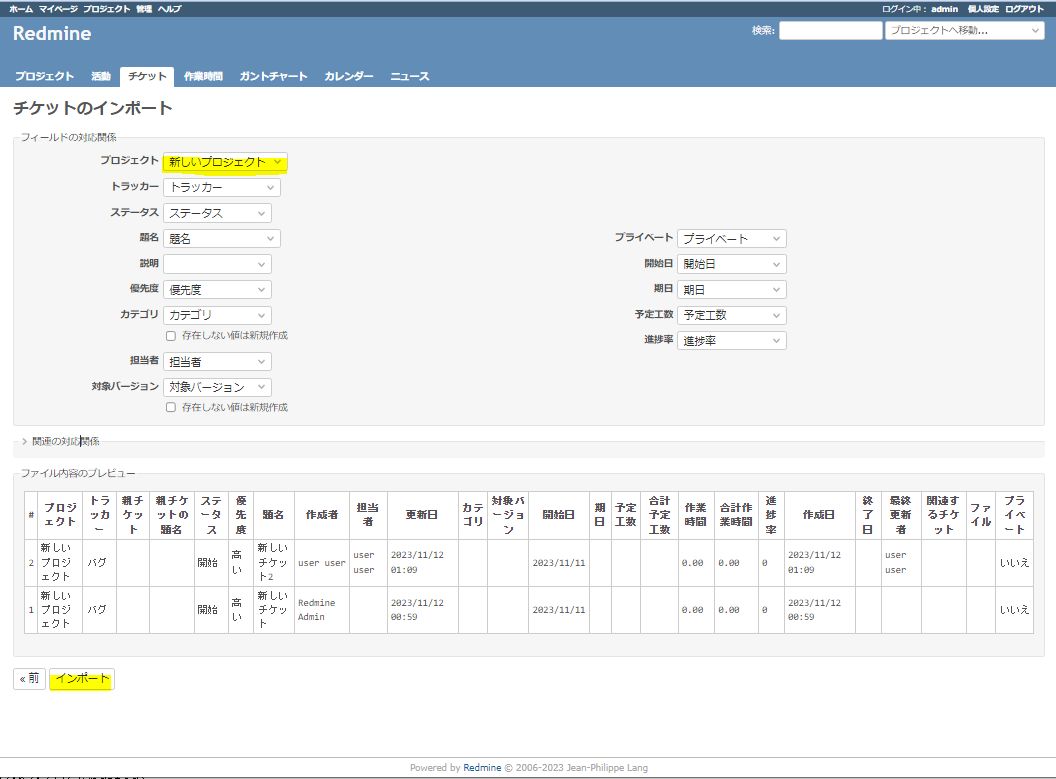 ホーム マイページ プロジェクト 管理 ヘルプ ログイン中： admin 個人設定 ログアウト
Redmine 検索: プロジェクトへ移動...
プロジェクト 活動 チケット 作業時間 ガントチャート カレンダー ニュース
チケットのインポート
フィールドの対応関係
プロジェクト 新しいプロジェクト
トラッカー トラッカー
ステータス ステータス
題名 題名 プライベート プライベート
説明 開始日 開始日
優先度 優先度 期日 期日
カテゴリ カテゴリ 予定工数 予定工数
存在しない値は新規作成 進捗率 進捗率
担当者 担当者
対象バージョン 対象バージョン
存在しない値は新規作成
関連の対応関係
ファイル内容のプレビュー
# プロジェクト トラッカー 親チケット 親チケットの題名 ステータス 優先度 題名 作成者 担当者 更新日 カテゴリ 対象バージョン 開始日 期日 予定工数 合計予定工数 作業時間 合計作業時間 進捗率 作成日 終了日 最終更新者 関連するチケット ファイル プライベート
2 新しいプロジェクト バグ 開始 高い 新しいチケット2 user user user user 2023/11/12 01:09 2023/11/11 0.00 0.00 0 2023/11/12 01:09 user user いいえ
1 新しいプロジェクト バグ 開始 高い 新しいチケット Redmine Admin 2023/11/12 00:59 2023/11/11 0.00 0.00 0 2023/11/12 00:59 いいえ
« 前 インポート
Powered by Redmine © 2006-2023 Jean-Philippe Lang